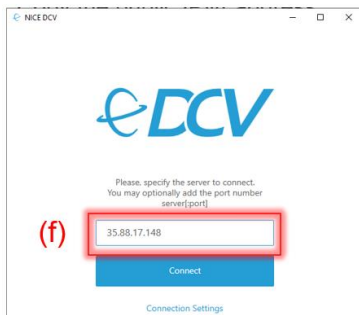 NICE DCV
DCV
Please, specify the server to connect.
You may optionally add the port number
server[:port]
(f)
35.88.17.148
Connect
Connection Settings